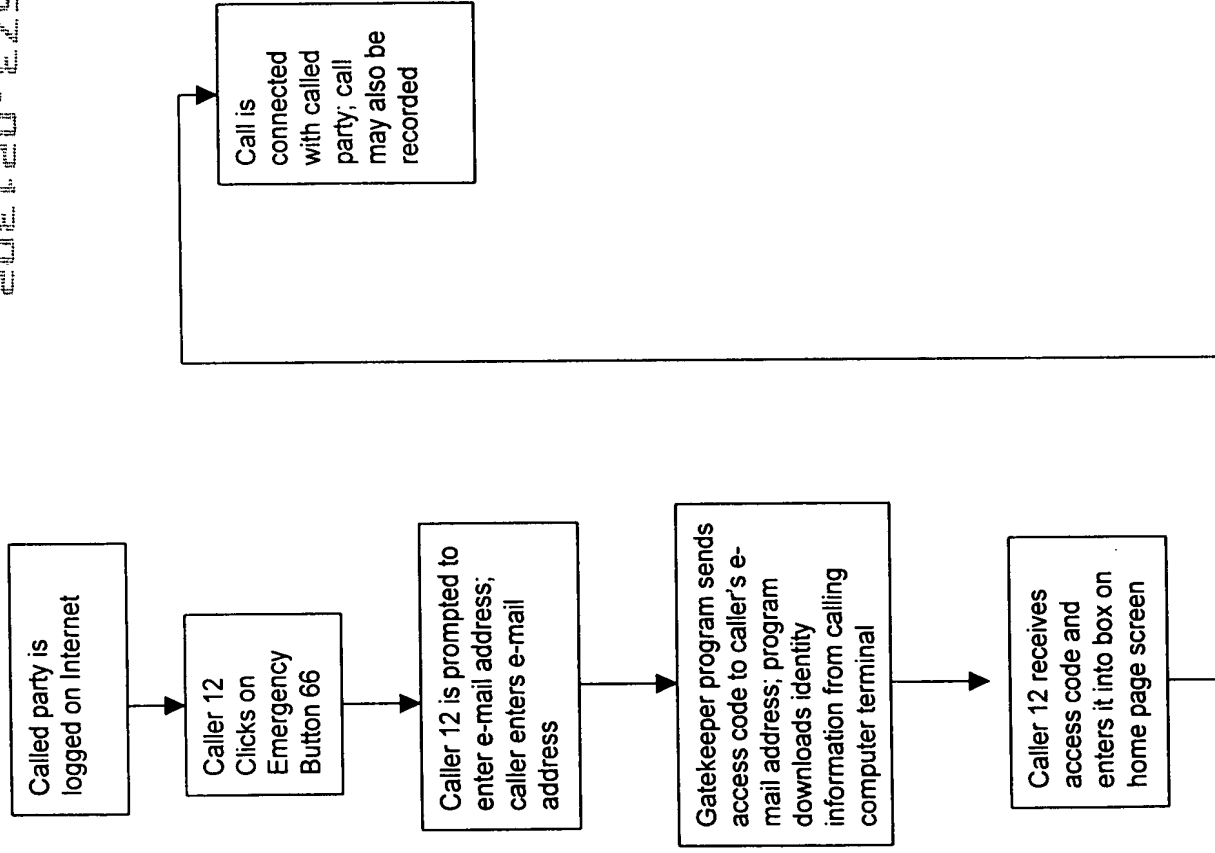 Called party is
logged on Internet
Caller 12
Clicks on
Emergency
Button 66
Caller 12 is prompted to
enter e-mail address;
caller enters e-mail
address
Gatekeeper program sends
access code to caller's e-
mail address; program
downloads identity
information from calling
computer terminal
Caller 12 receives
access code and
enters it into box on
home page screen
Call is
connected
with called
party; call
may also be
recorded